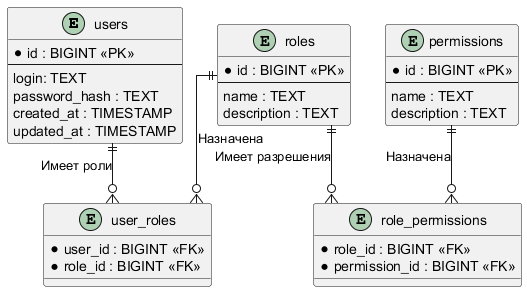 E users
* id : BIGINT «PK»
login: TEXT
password_hash : TEXT
created_at : TIMESTAMP
updated_at : TIMESTAMP
E roles
* id : BIGINT «PK»
name : TEXT
description : TEXT
E permissions
* id : BIGINT «PK»
name : TEXT
description : TEXT
Имеет роли
Назначена
Имеет разрешения
Назначена
E user_roles
* user_id : BIGINT «FK»
* role_id : BIGINT «FK»
E role_permissions
* role_id : BIGINT «FK»
* permission_id : BIGINT «FK»